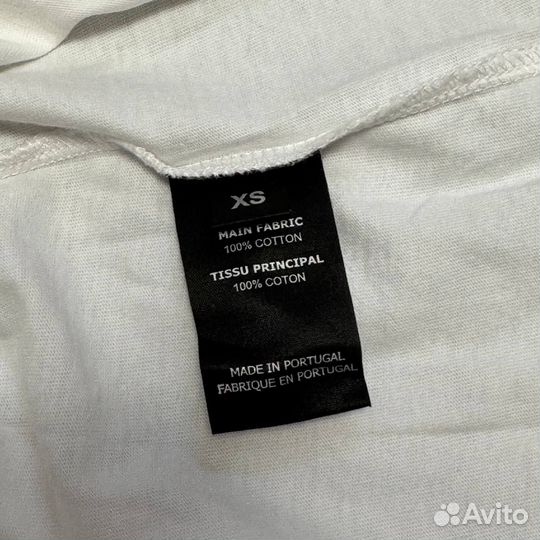 XS
MAIN FABRIC
100% COTTON
TISSU PRINCIPAL
100% COTON
MADE IN PORTUGAL
FABRIQUE EN PORTUGAL
Avito